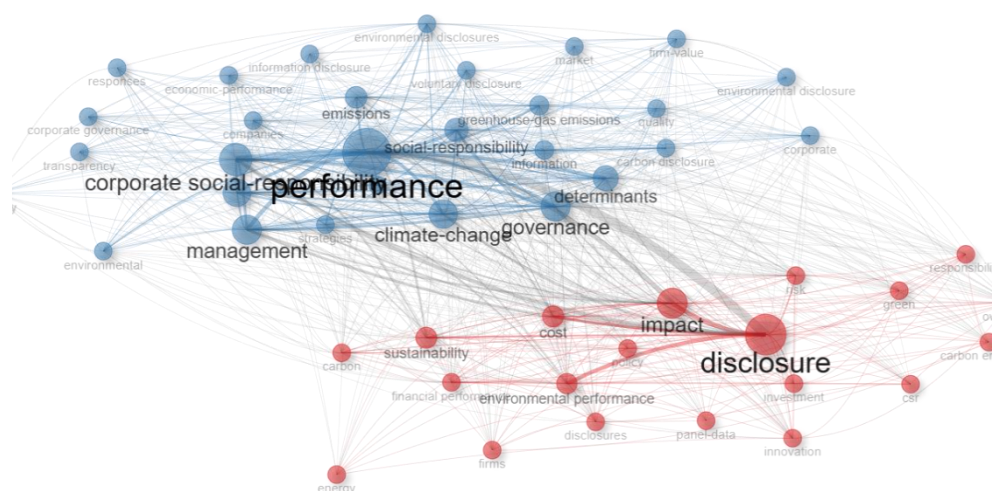 environmental disclosures
firm-value
market
information disclosure
responses
voluntary disclosure
economic-performance
environmental disclosure
emissions
greenhouse-gas emissions
quality
corporate governance
companies
corporate
social-responsibility
transparency
information
carbon disclosure
corporate social-responsibility
performance
determinants
governance
climate-change
strategies
management
environmental
responsibili
risk
green
impact
cost
sustainability
policy
disclosure
carbon
carbon em
financial performance
environmental performance
investment
csr
disclosures
panel-data
innovation
firms
energy